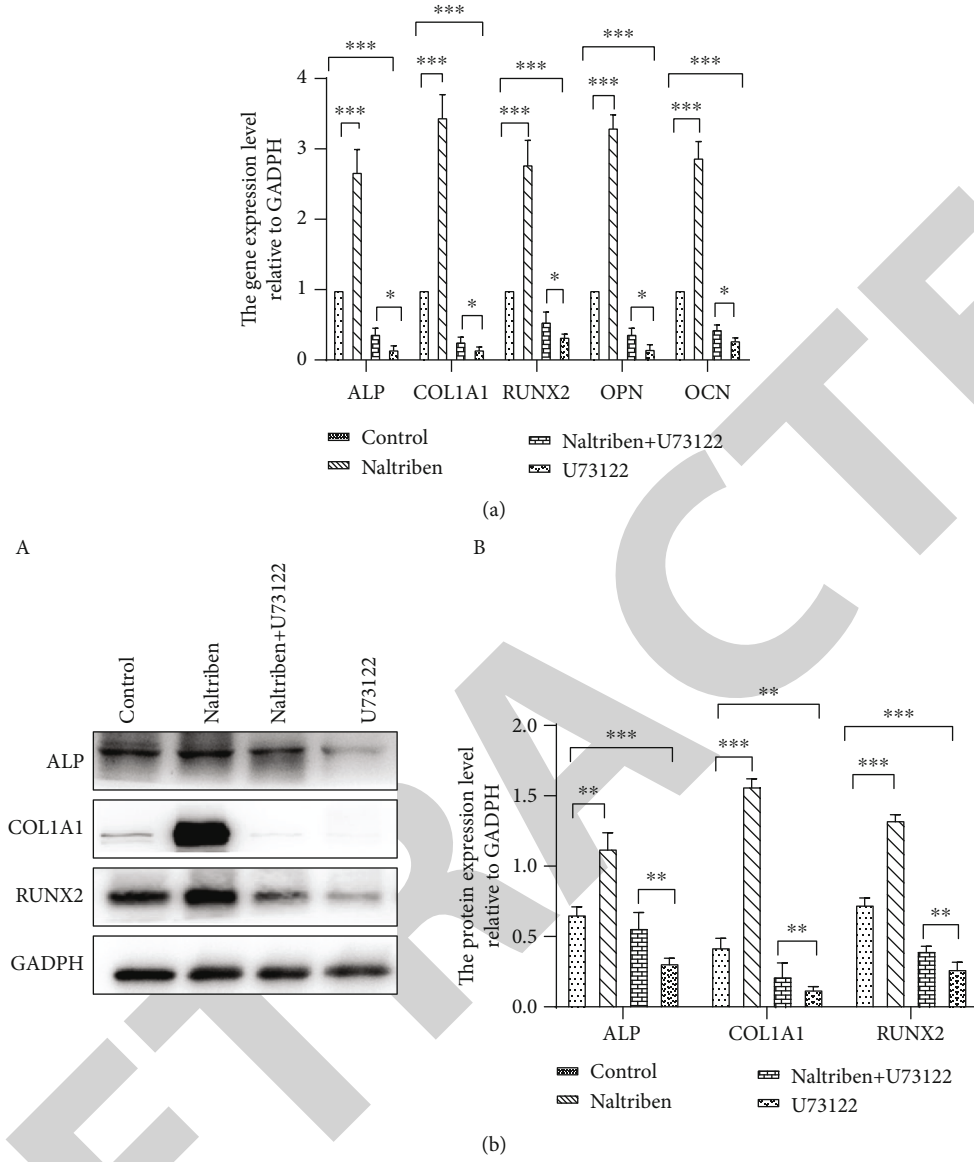 ***
***
***
***
***
***
***
***
***
***
*
*
*
*
*
The gene expression level
relative to GADPH
4
3
2
1
0
ALP COL1A1 RUNX2 OPN OCN
Control
Naltriben
Naltriben+U73122
U73122
(a)
A
Control
Naltriben
Naltriben+U73122
U73122
ALP
COL1A1
RUNX2
GADPH
B
The protein expression level
relative to GADPH
2.0
1.5
1.0
0.5
0.0
**
***
***
**
***
***
**
**
**
ALP COL1A1 RUNX2
Control
Naltriben
Naltriben+U73122
U73122
(b)
ETRACTE